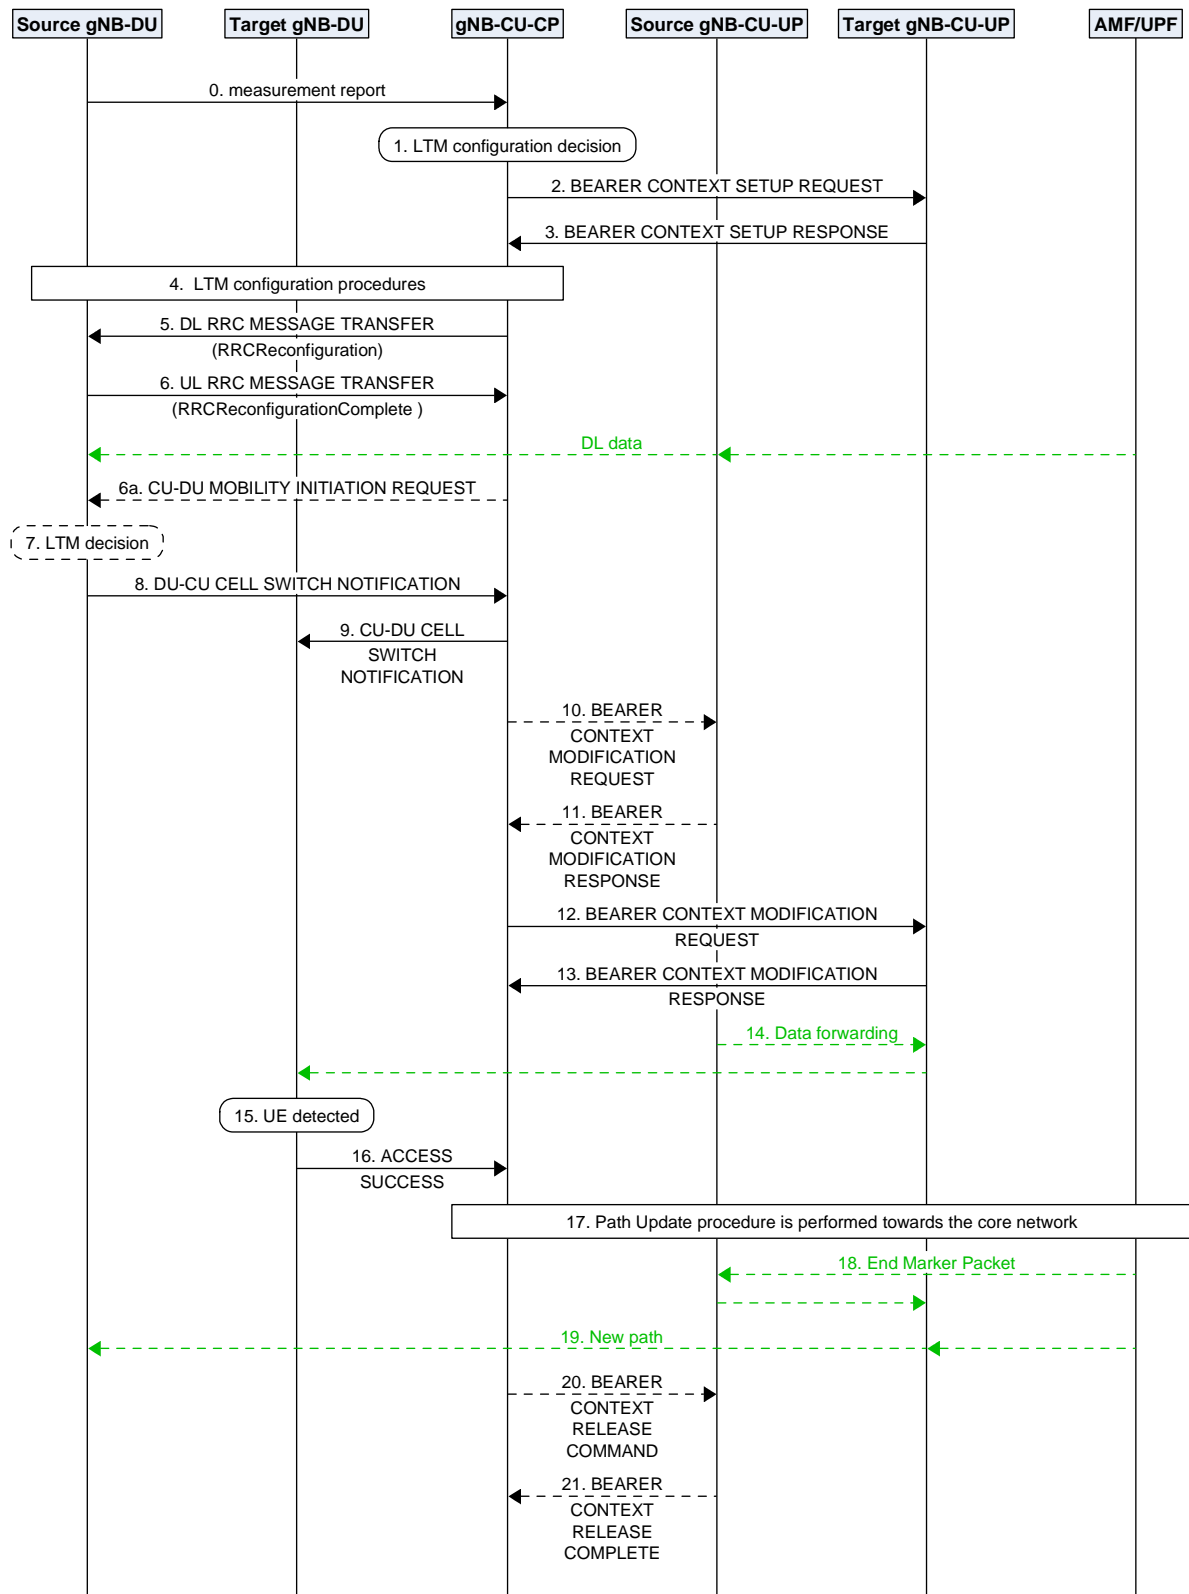 Source gNB-DU
Target gNB-DU
gNB-CU-CP
Source gNB-CU-UP
Target gNB-CU-UP
AMF/UPF
0. measurement report
1. LTM configuration decision
2. BEARER CONTEXT SETUP REQUEST
3. BEARER CONTEXT SETUP RESPONSE
4.  LTM configuration procedures
5. DL RRC MESSAGE TRANSFER
(RRCReconfiguration)
6. UL RRC MESSAGE TRANSFER
(RRCReconfigurationComplete )
DL data
6a. CU-DU MOBILITY INITIATION REQUEST
7. LTM decision
8. DU-CU CELL SWITCH NOTIFICATION
9. CU-DU CELL
SWITCH
NOTIFICATION
10. BEARER
CONTEXT
MODIFICATION
REQUEST
11. BEARER
CONTEXT
MODIFICATION
RESPONSE
12. BEARER CONTEXT MODIFICATION
REQUEST
13. BEARER CONTEXT MODIFICATION
RESPONSE
14. Data forwarding
15. UE detected
16. ACCESS
SUCCESS
17. Path Update procedure is performed towards the core network
18. End Marker Packet
19. New path
20. BEARER
CONTEXT
RELEASE
COMMAND
21. BEARER
CONTEXT
RELEASE
COMPLETE